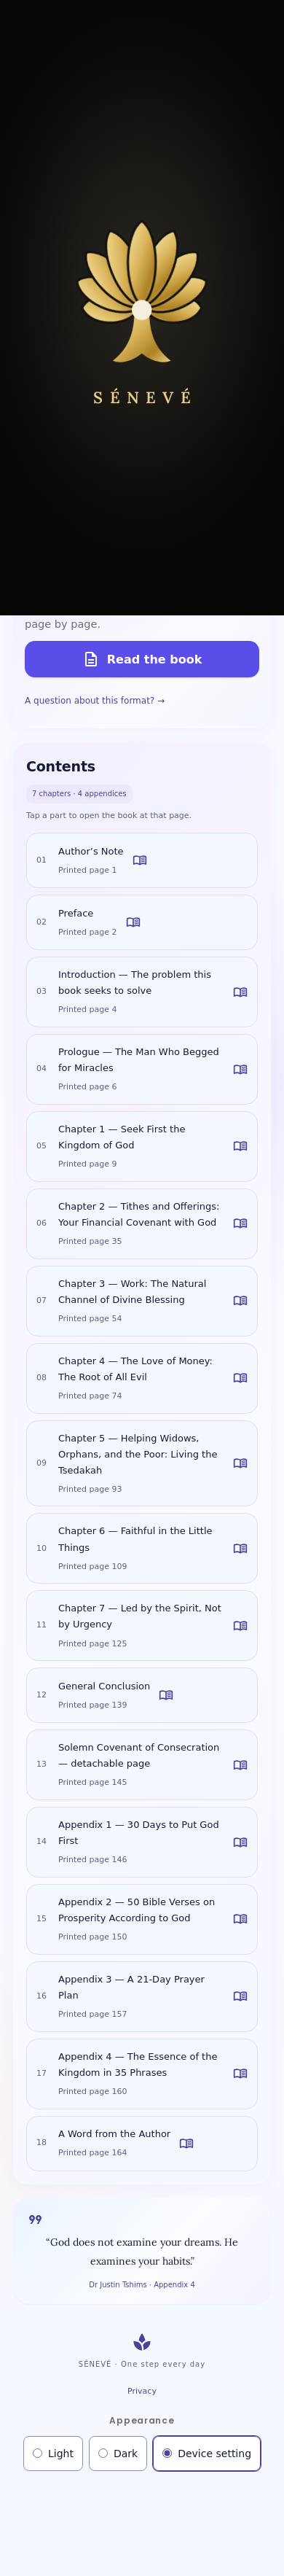 SÉNEVÉ
page by page.
Read the book
A question about this format? →
Contents
7 chapters · 4 appendices
Tap a part to open the book at that page.
01
Author’s Note
Printed page 1
02
Preface
Printed page 2
03
Introduction — The problem this
book seeks to solve
Printed page 4
04
Prologue — The Man Who Begged
for Miracles
Printed page 6
05
Chapter 1 — Seek First the
Kingdom of God
Printed page 9
06
Chapter 2 — Tithes and Offerings:
Your Financial Covenant with God
Printed page 35
07
Chapter 3 — Work: The Natural
Channel of Divine Blessing
Printed page 54
08
Chapter 4 — The Love of Money:
The Root of All Evil
Printed page 74
09
Chapter 5 — Helping Widows,
Orphans, and the Poor: Living the
Tsedakah
Printed page 93
10
Chapter 6 — Faithful in the Little
Things
Printed page 109
11
Chapter 7 — Led by the Spirit, Not
by Urgency
Printed page 125
12
General Conclusion
Printed page 139
13
Solemn Covenant of Consecration
— detachable page
Printed page 145
14
Appendix 1 — 30 Days to Put God
First
Printed page 146
15
Appendix 2 — 50 Bible Verses on
Prosperity According to God
Printed page 150
16
Appendix 3 — A 21-Day Prayer
Plan
Printed page 157
17
Appendix 4 — The Essence of the
Kingdom in 35 Phrases
Printed page 160
18
A Word from the Author
Printed page 164
“God does not examine your dreams. He
examines your habits.”
Dr Justin Tshims · Appendix 4
SÉNEVÉ · One step every day
Privacy
Appearance
Light
Dark
Device setting